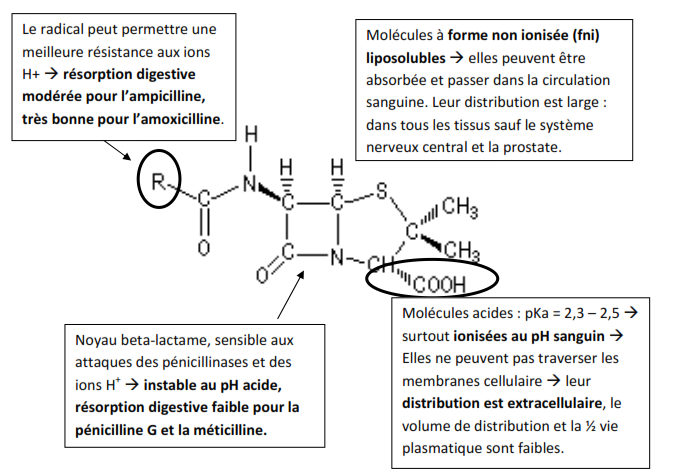 Le radical peut permettre une
meilleure résistance aux ions
H+ → résorption digestive
modérée pour l’ampicilline,
très bonne pour l’amoxicilline.
Molécules à forme non ionisée (fni)
liposolubles → elles peuvent être
absorbée et passer dans la circulation
sanguine. Leur distribution est large :
dans tous les tissus sauf le système
nerveux central et la prostate.
H
H H
R N S
C C C CH₃
O C CH₃
C N CH
O COOH
Noyau beta-lactame, sensible aux
attaques des pénicillinases et des
ions H⁺ → instable au pH acide,
résorption digestive faible pour la
pénicilline G et la méticilline.
Molécules acides : pKa = 2,3 – 2,5 →
surtout ionisées au pH sanguin →
Elles ne peuvent pas traverser les
membranes cellulaire → leur
distribution est extracellulaire, le
volume de distribution et la ½ vie
plasmatique sont faibles.